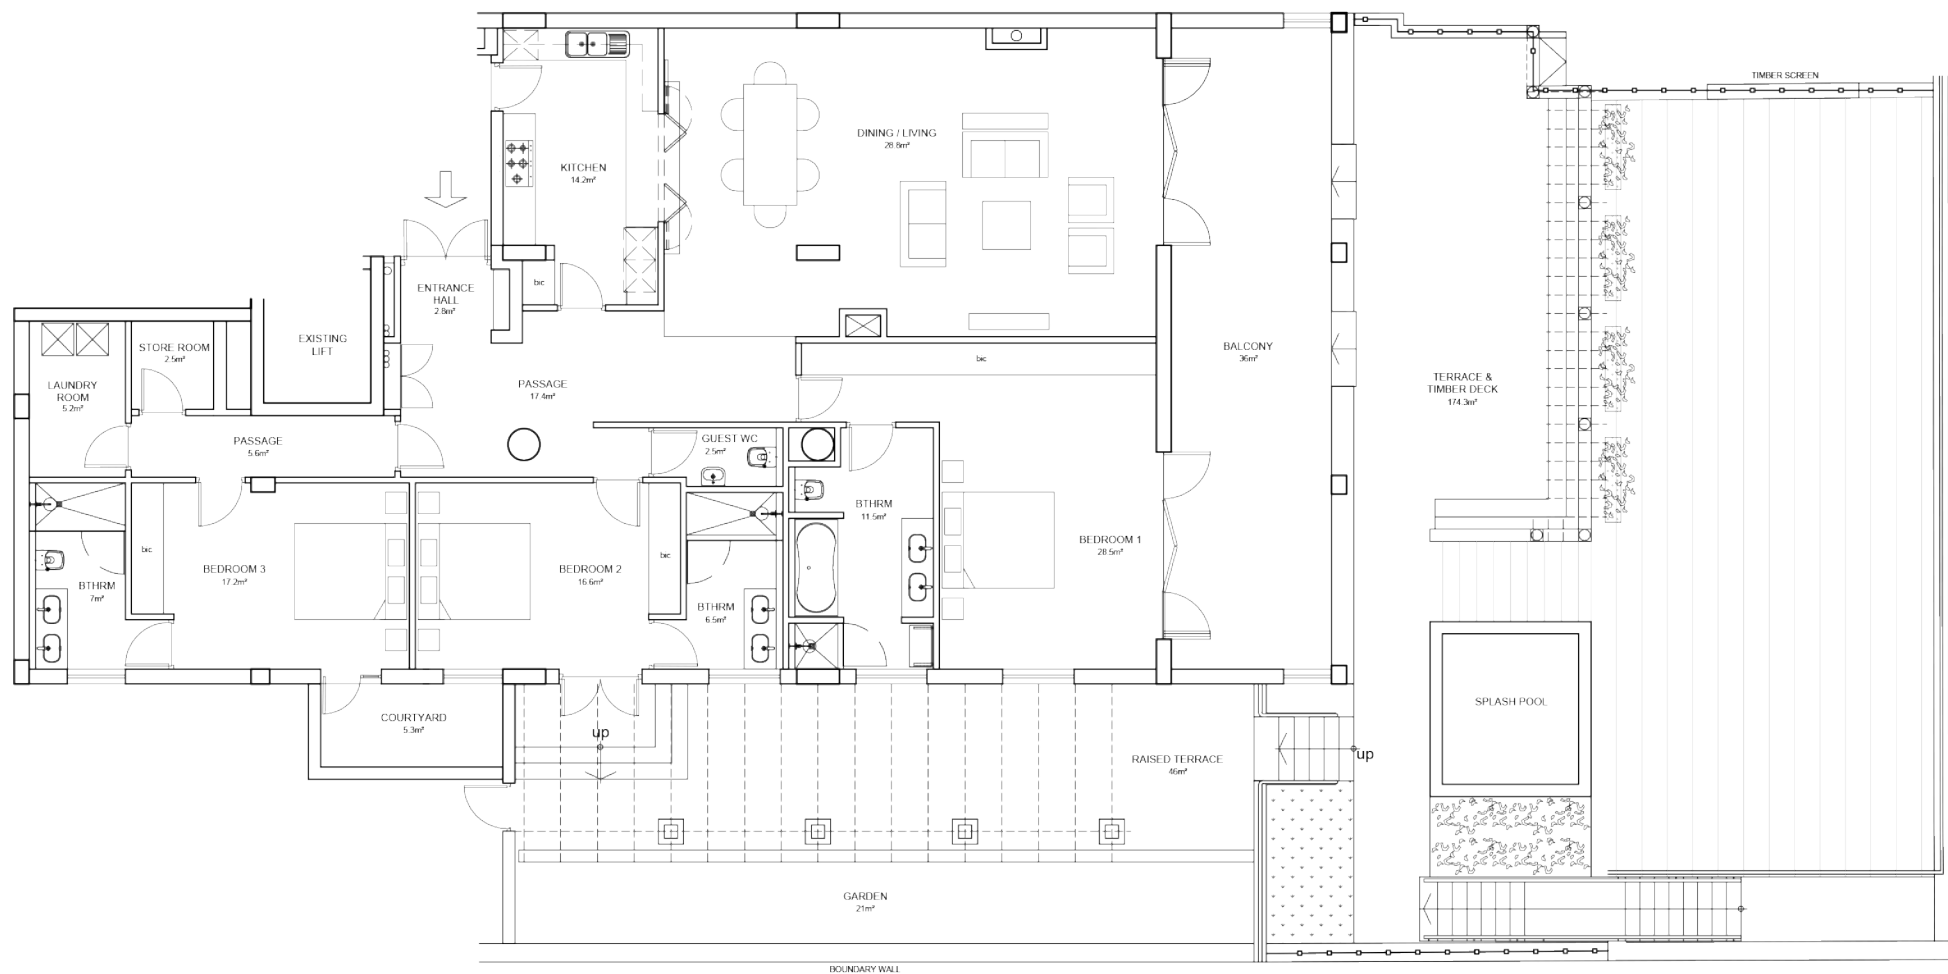 TIMBER SCREEN
DINING / LIVING
28.8m²
KITCHEN
14.2m²
bic
ENTRANCE
HALL
2.8m²
EXISTING
LIFT
STORE ROOM
2.5m²
LAUNDRY
ROOM
5.2m²
PASSAGE
17.4m²
bic
BALCONY
36m²
TERRACE &
TIMBER DECK
174.3m²
PASSAGE
5.6m²
GUEST WC
2.5m²
BTHRM
11.5m²
BEDROOM 1
28.5m²
bic
BEDROOM 3
17.2m²
BEDROOM 2
16.6m²
bic
BTHRM
7m²
BTHRM
6.5m²
COURTYARD
5.3m²
up
RAISED TERRACE
46m²
up
SPLASH POOL
GARDEN
21m²
BOUNDARY WALL